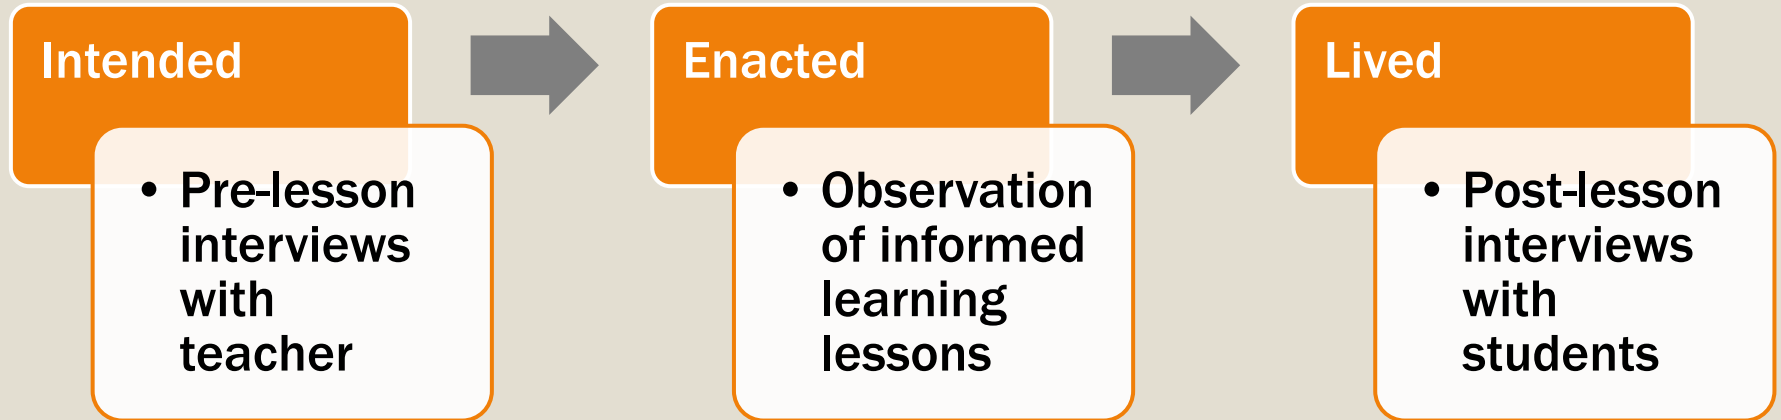 Intended
• Pre-lesson
interviews
with
teacher
Enacted
• Observation
of informed
learning
lessons
Lived
• Post-lesson
interviews
with
students